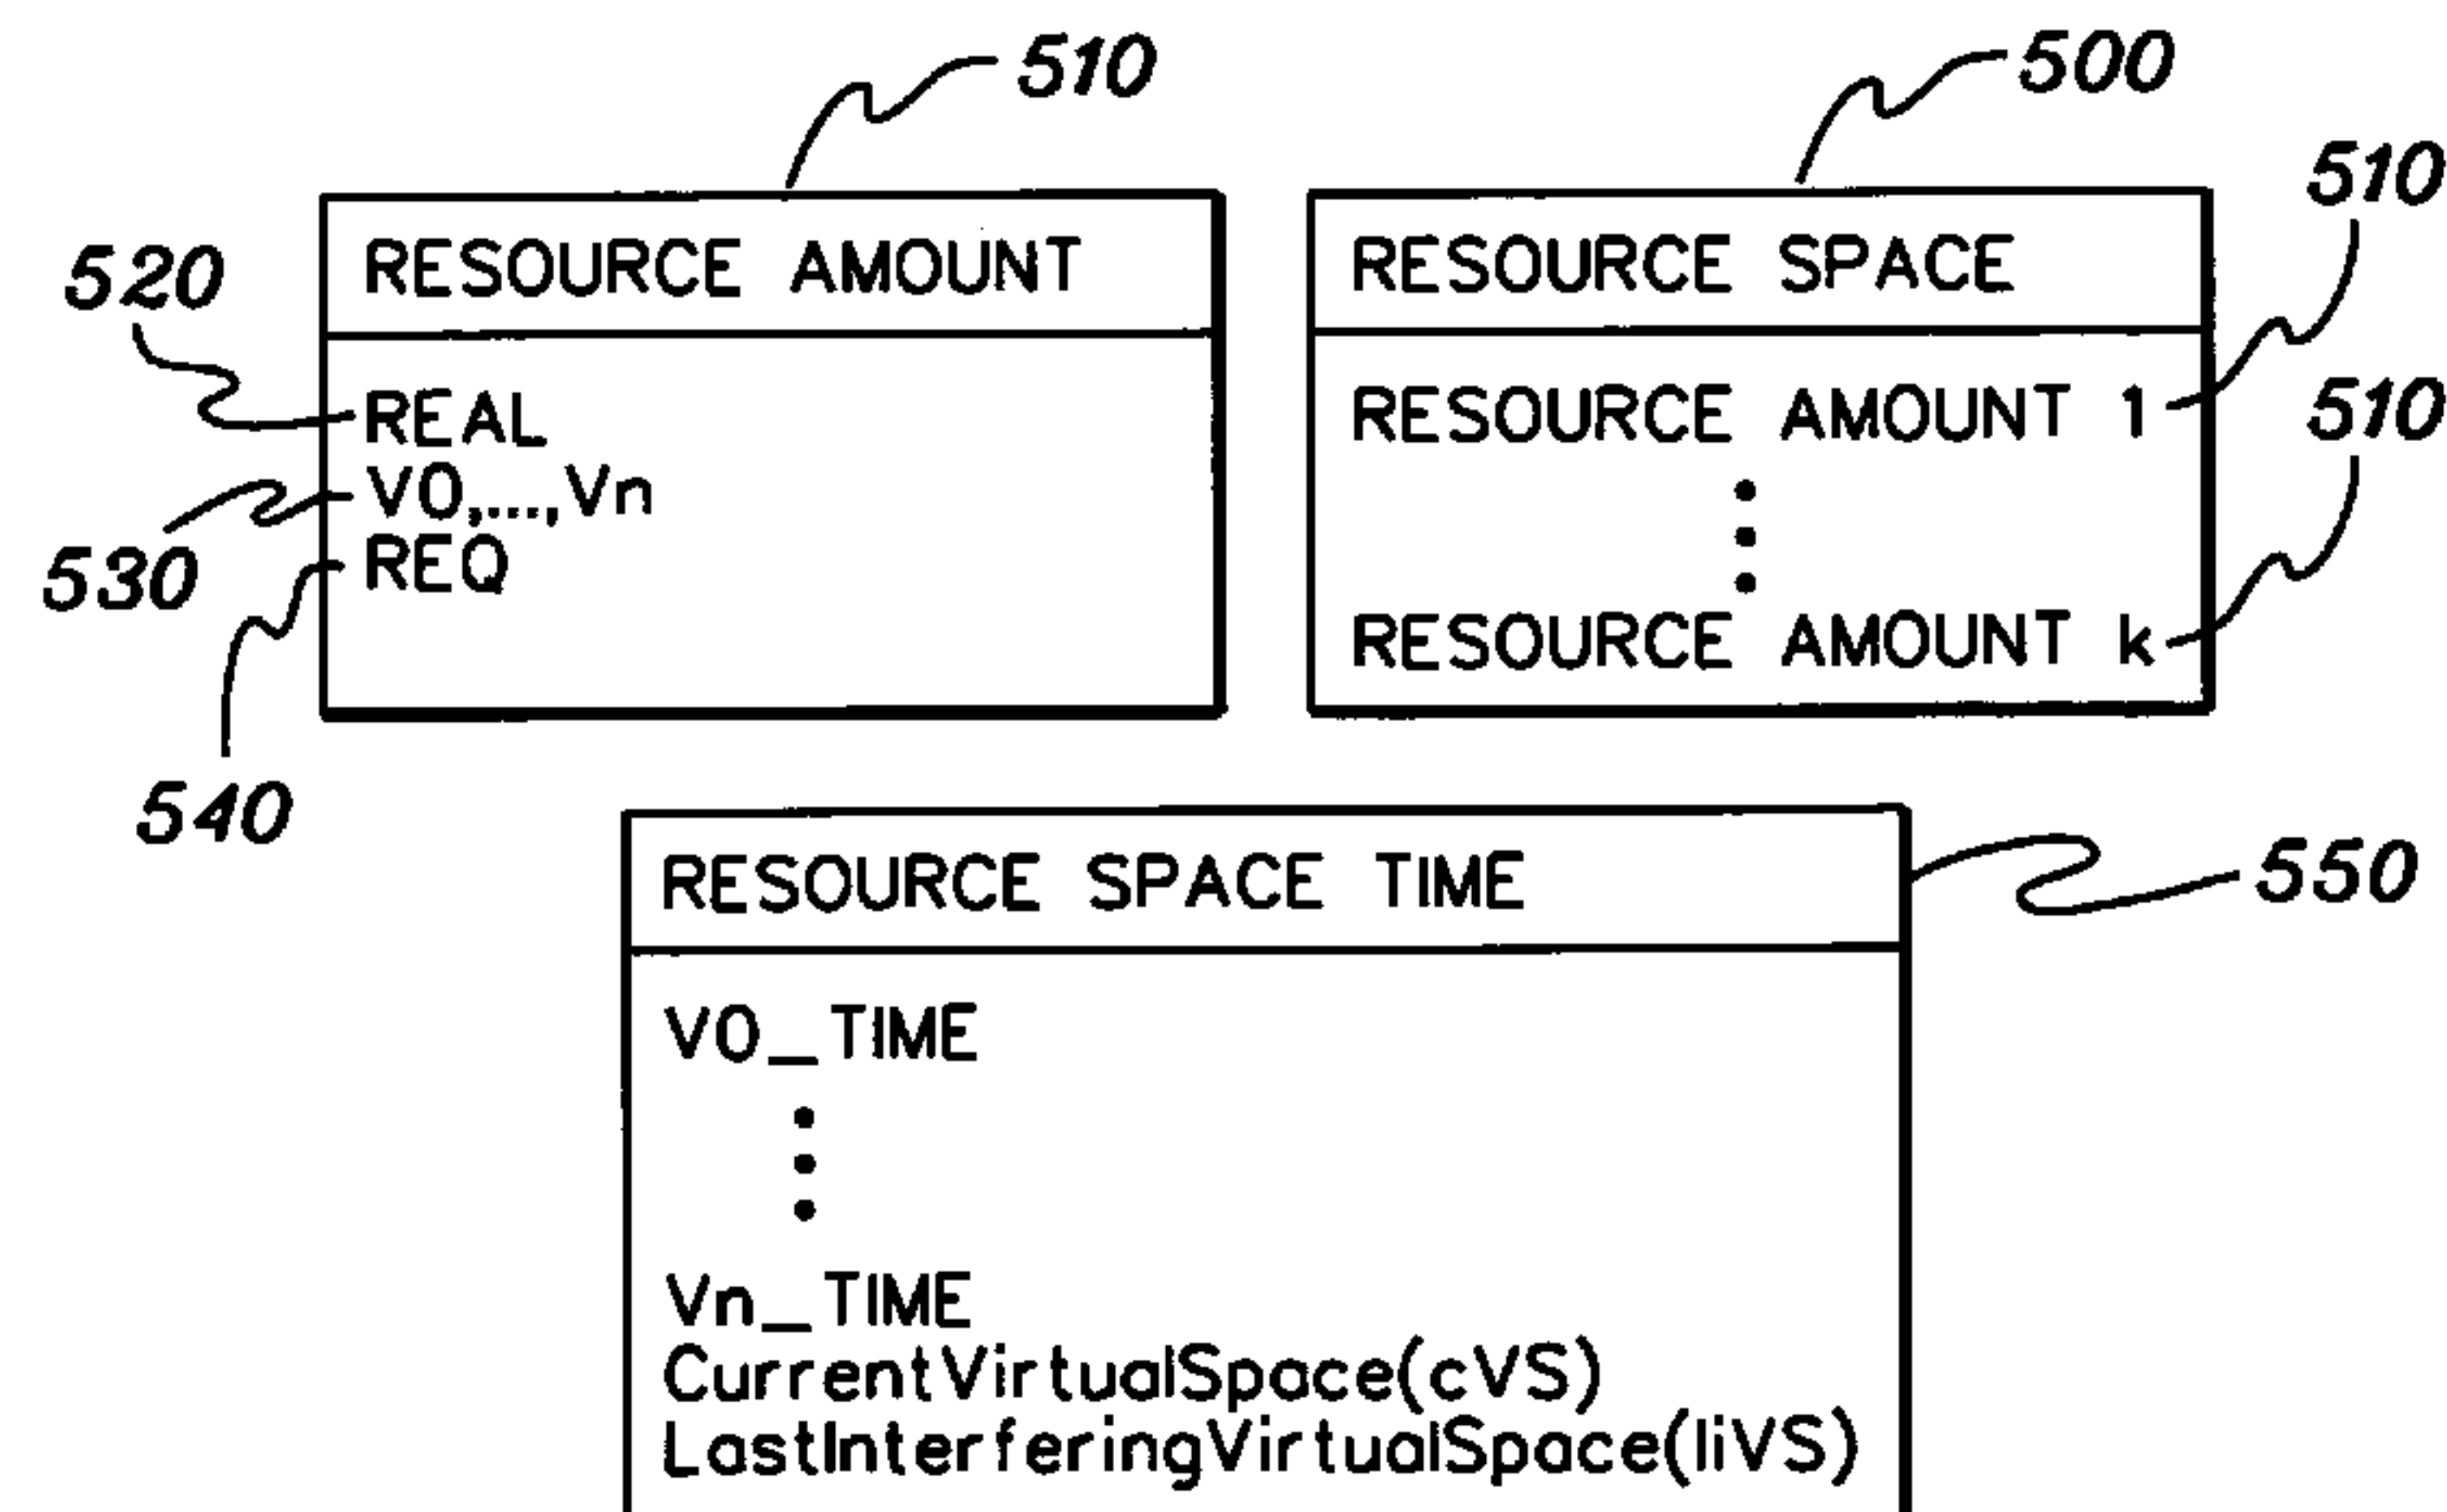 510
500
510
520
RESOURCE AMOUNT
RESOURCE SPACE
REAL
RESOURCE AMOUNT 1
510
V0,...,Vn
530
REQ
RESOURCE AMOUNT k
540
RESOURCE SPACE TIME
550
V0_TIME
Vn_TIME
CurrentVirtualSpace(cVS)
LastInterferingVirtualSpace(liVS)